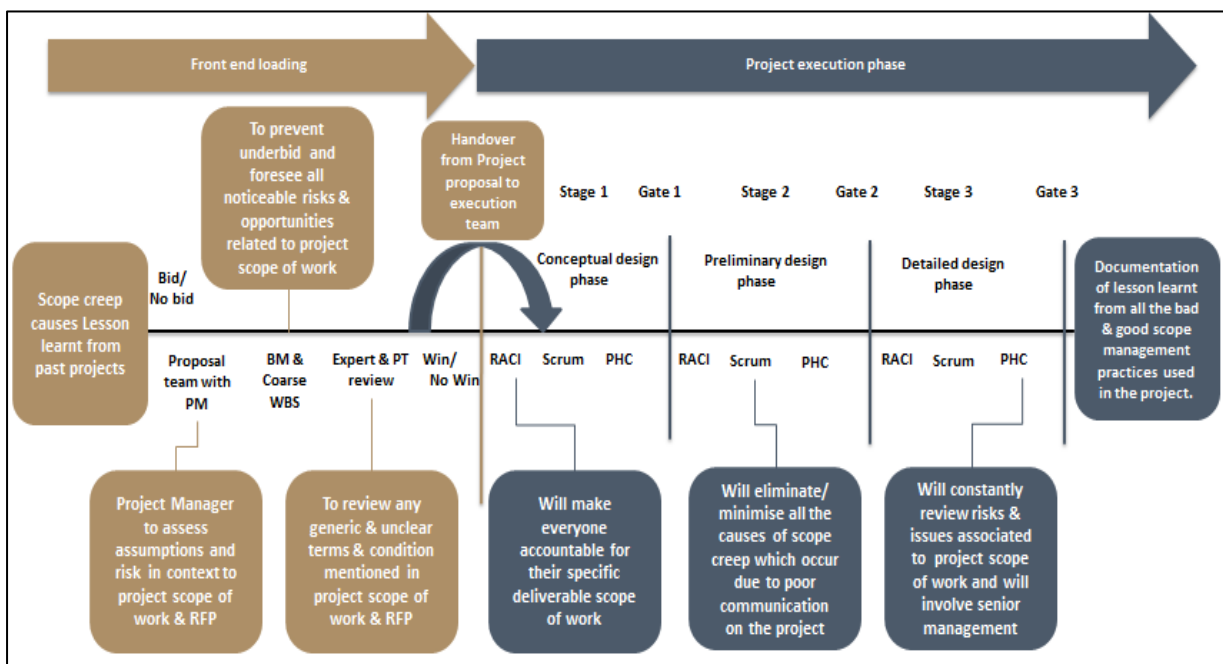 Front end loading
Project execution phase
To prevent
underbid and
foresee all
noticeable risks &
opportunities
related to project
scope of work
Handover
from Project
proposal to
execution
team
Stage 1
Gate 1
Stage 2
Gate 2
Stage 3
Gate 3
Scope creep
causes Lesson
learnt from
past projects
Bid/
No bid
Conceptual design
phase
Preliminary design
phase
Detailed design
phase
Documentation
of lesson learnt
from all the bad
& good scope
management
practices used
in the project.
Proposal
team with
PM
BM &
Coarse
WBS
Expert & PT
review
Win/
No Win
RACI
Scrum
PHC
RACI
Scrum
PHC
RACI
Scrum
PHC
Project Manager
to assess
assumptions and
risk in context to
project scope of
work & RFP
To review any
generic & unclear
terms & condition
mentioned in
project scope of
work & RFP
Will make
everyone
accountable for
their specific
deliverable scope
of work
Will eliminate/
minimise all the
causes of scope
creep which occur
due to poor
communication
on the project
Will constantly
review risks &
issues associated
to project scope
of work and will
involve senior
management